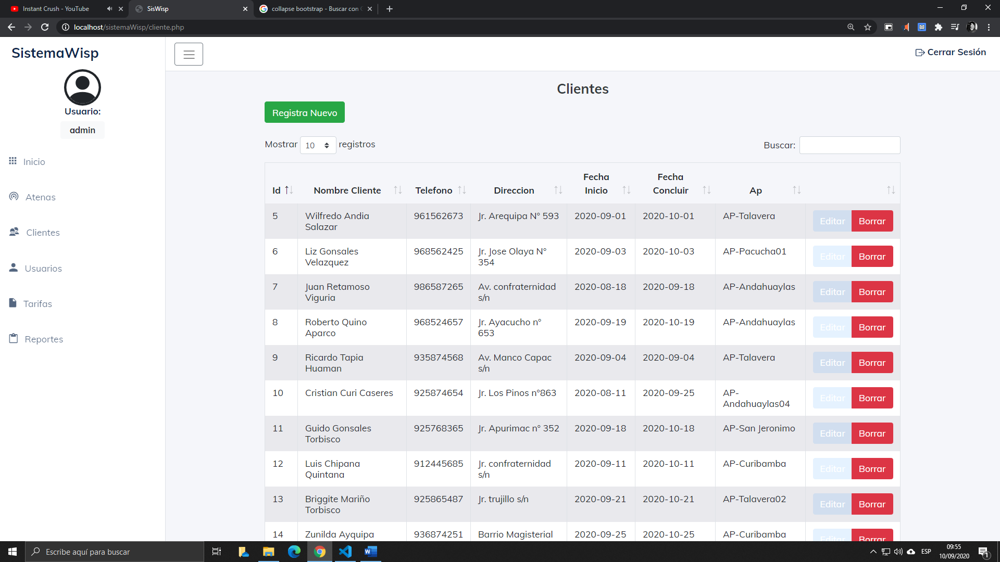 Instant Crush - YouTube
SisWisp
collapse bootstrap - Buscar con
localhost/sistemaWisp/cliente.php
SistemaWisp
Usuario:
admin
Inicio
Atenas
Clientes
Usuarios
Tarifas
Reportes
Cerrar Sesión
Clientes
Registra Nuevo
Mostrar 10 registros
Buscar:
Id Nombre Cliente Telefono Direccion Fecha Inicio Fecha Concluir Ap
5 Wilfredo Andia Salazar 961562673 Jr. Arequipa N° 593 2020-09-01 2020-10-01 AP-Talavera Editar Borrar
6 Liz Gonsales Velazquez 968562425 Jr. Jose Olaya N° 354 2020-09-03 2020-10-03 AP-Pacucha01 Editar Borrar
7 Juan Retamoso Viguria 986587265 Av. confraternidad s/n 2020-08-18 2020-09-18 AP-Andahuaylas Editar Borrar
8 Roberto Quino Aparco 968524657 Jr. Ayacucho n° 653 2020-09-19 2020-10-19 AP-Andahuaylas Editar Borrar
9 Ricardo Tapia Huaman 935874568 Av. Manco Capac s/n 2020-09-04 2020-09-04 AP-Talavera Editar Borrar
10 Cristian Curi Caseres 925874654 Jr. Los Pinos n°863 2020-08-11 2020-09-25 AP-Andahuaylas04 Editar Borrar
11 Guido Gonsales Torbisco 925768365 Jr. Apurimac n° 352 2020-09-18 2020-10-18 AP-San Jeronimo Editar Borrar
12 Luis Chipana Quintana 912445685 Jr. confraternidad s/n 2020-09-11 2020-10-11 AP-Curibamba Editar Borrar
13 Briggite Mariño Torbisco 925865487 Jr. trujillo s/n 2020-09-21 2020-10-21 AP-Talavera02 Editar Borrar
14 Zunilda Ayquipa 936874251 Barrio Magisterial 2020-09-25 2020-10-25 AP-Curibamba Editar Borrar
Escribe aquí para buscar
ESP
09:55
10/09/2020
1